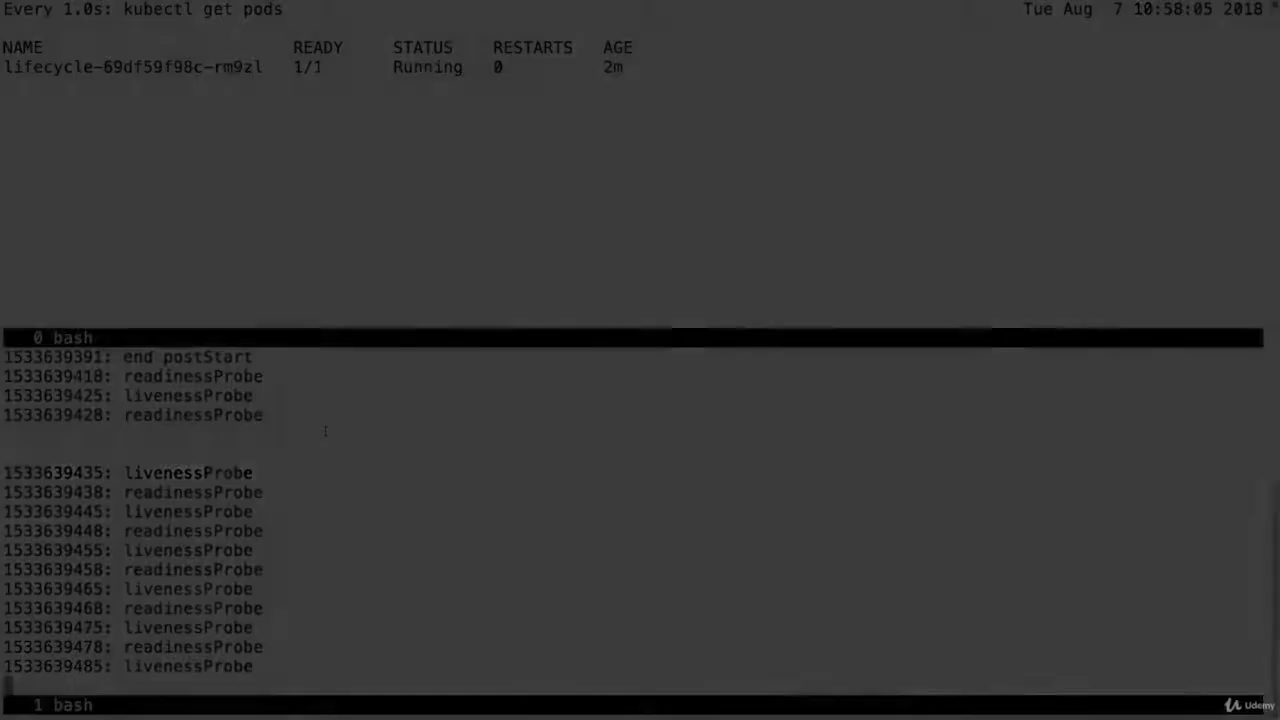 Every 1.0s: kubectl get pods Tue Aug 7 10:58:05 2018
NAME READY STATUS RESTARTS AGE
lifecycle-69df59f98c-rm9zl 1/1 Running 0 2m
0 bash
1533639391: end postStart
1533639418: readinessProbe
1533639425: livenessProbe
1533639428: readinessProbe
1533639435: livenessProbe
1533639438: readinessProbe
1533639445: livenessProbe
1533639448: readinessProbe
1533639455: livenessProbe
1533639458: readinessProbe
1533639465: livenessProbe
1533639468: readinessProbe
1533639475: livenessProbe
1533639478: readinessProbe
1533639485: livenessProbe
1 bash
Udemy